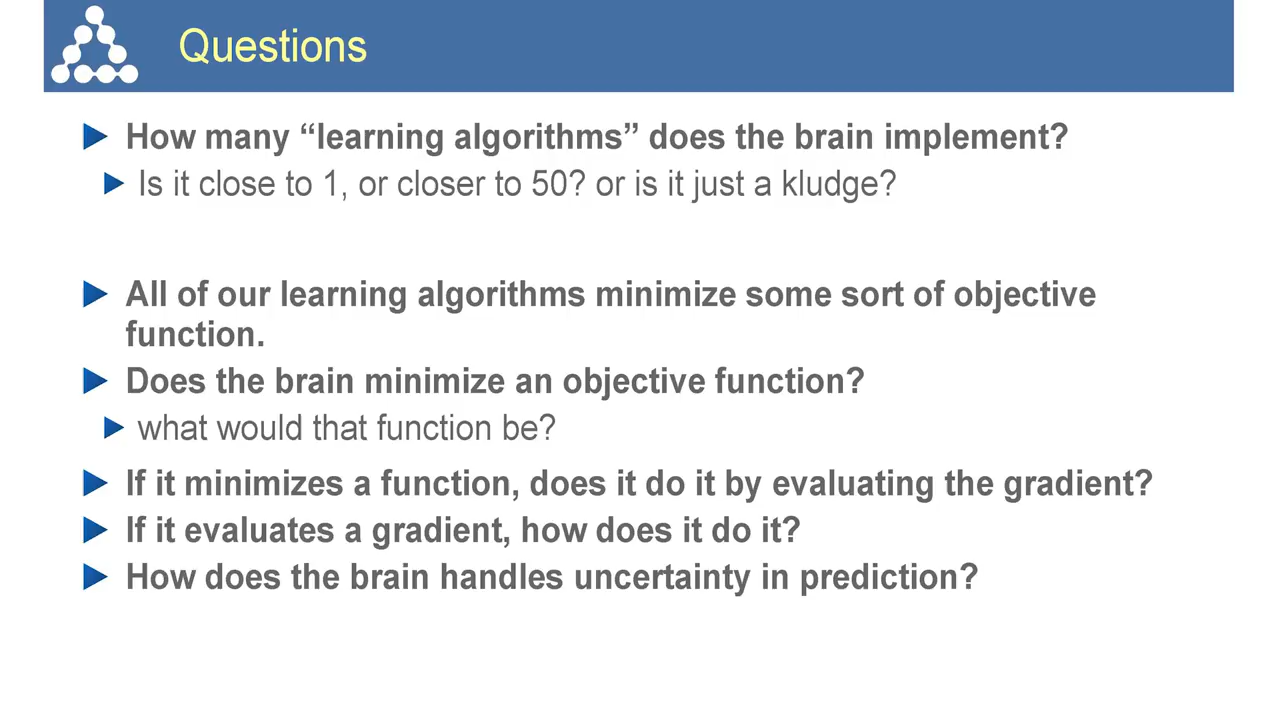 Questions
How many “learning algorithms” does the brain implement?
Is it close to 1, or closer to 50? or is it just a kludge?
All of our learning algorithms minimize some sort of objective
function.
Does the brain minimize an objective function?
what would that function be?
If it minimizes a function, does it do it by evaluating the gradient?
If it evaluates a gradient, how does it do it?
How does the brain handles uncertainty in prediction?